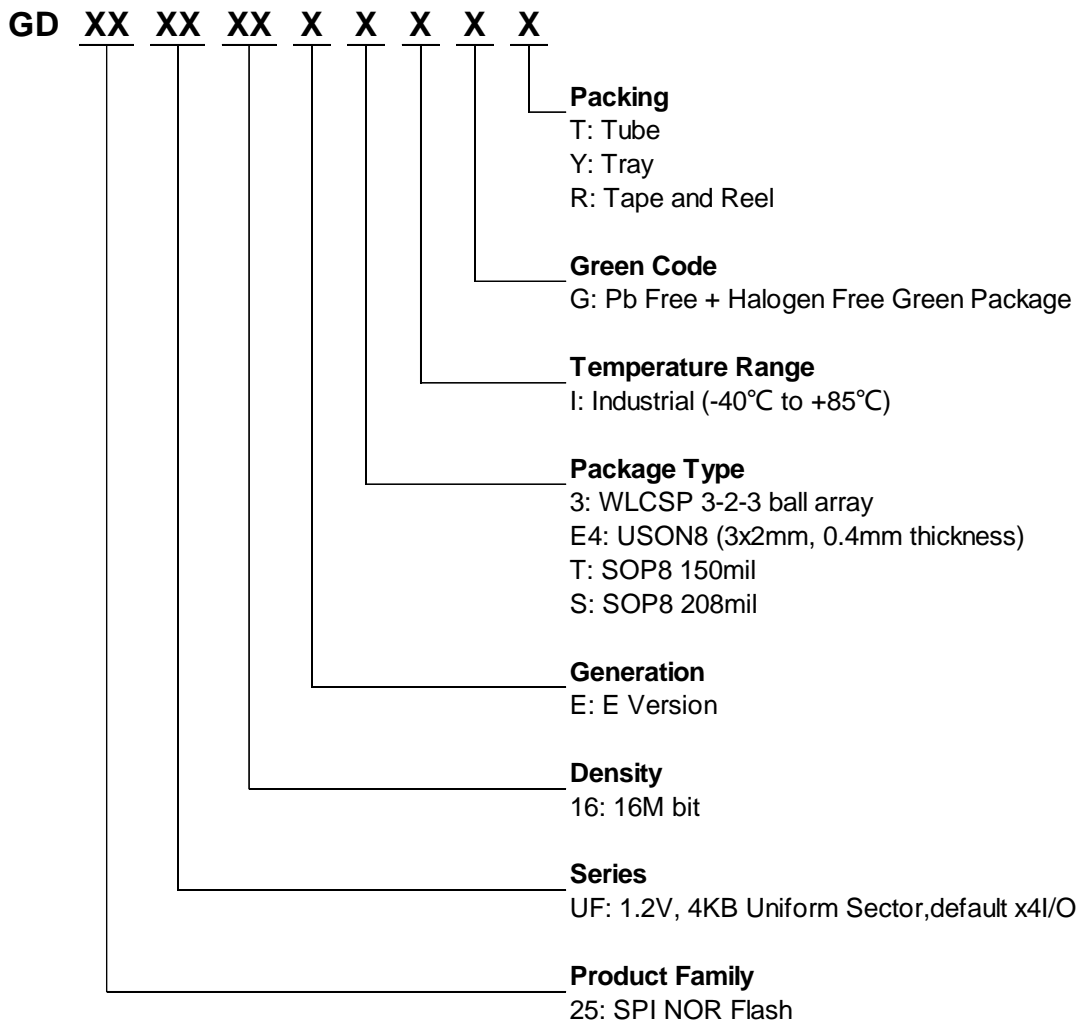 GD XX XX XX X X X X X
Packing
T: Tube
Y: Tray
R: Tape and Reel
Green Code
G: Pb Free + Halogen Free Green Package
Temperature Range
I: Industrial (-40℃ to +85℃)
Package Type
3: WLCSP 3-2-3 ball array
E4: USON8 (3x2mm, 0.4mm thickness)
T: SOP8 150mil
S: SOP8 208mil
Generation
E: E Version
Density
16: 16M bit
Series
UF: 1.2V, 4KB Uniform Sector,default x4I/O
Product Family
25: SPI NOR Flash